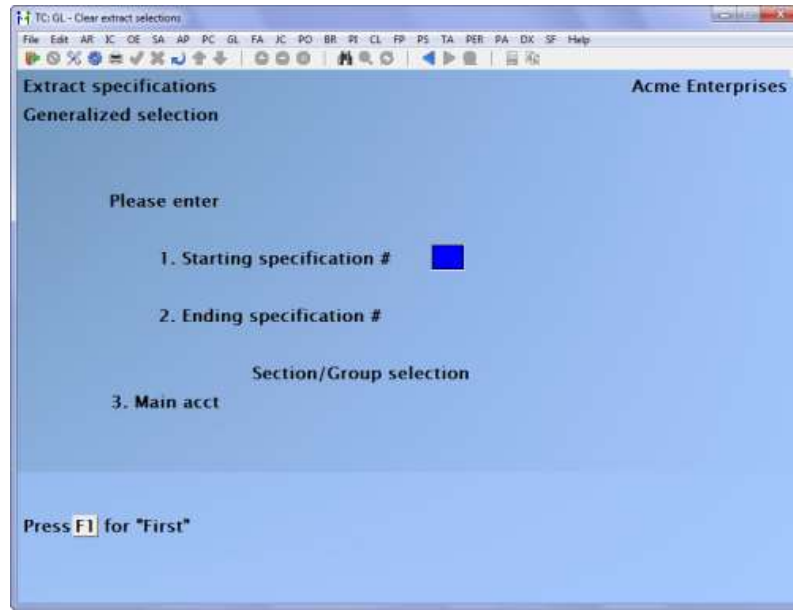 TC: GL - Clear extract selections
File Edit AR IC OE SA AP PC GL FA JC PO BR PI CL FP PS TA PER PA DX SF Help
Extract specifications Acme Enterprises
Generalized selection
Please enter
1. Starting specification #
2. Ending specification #
Section/Group selection
3. Main acct
Press F1 for "First"